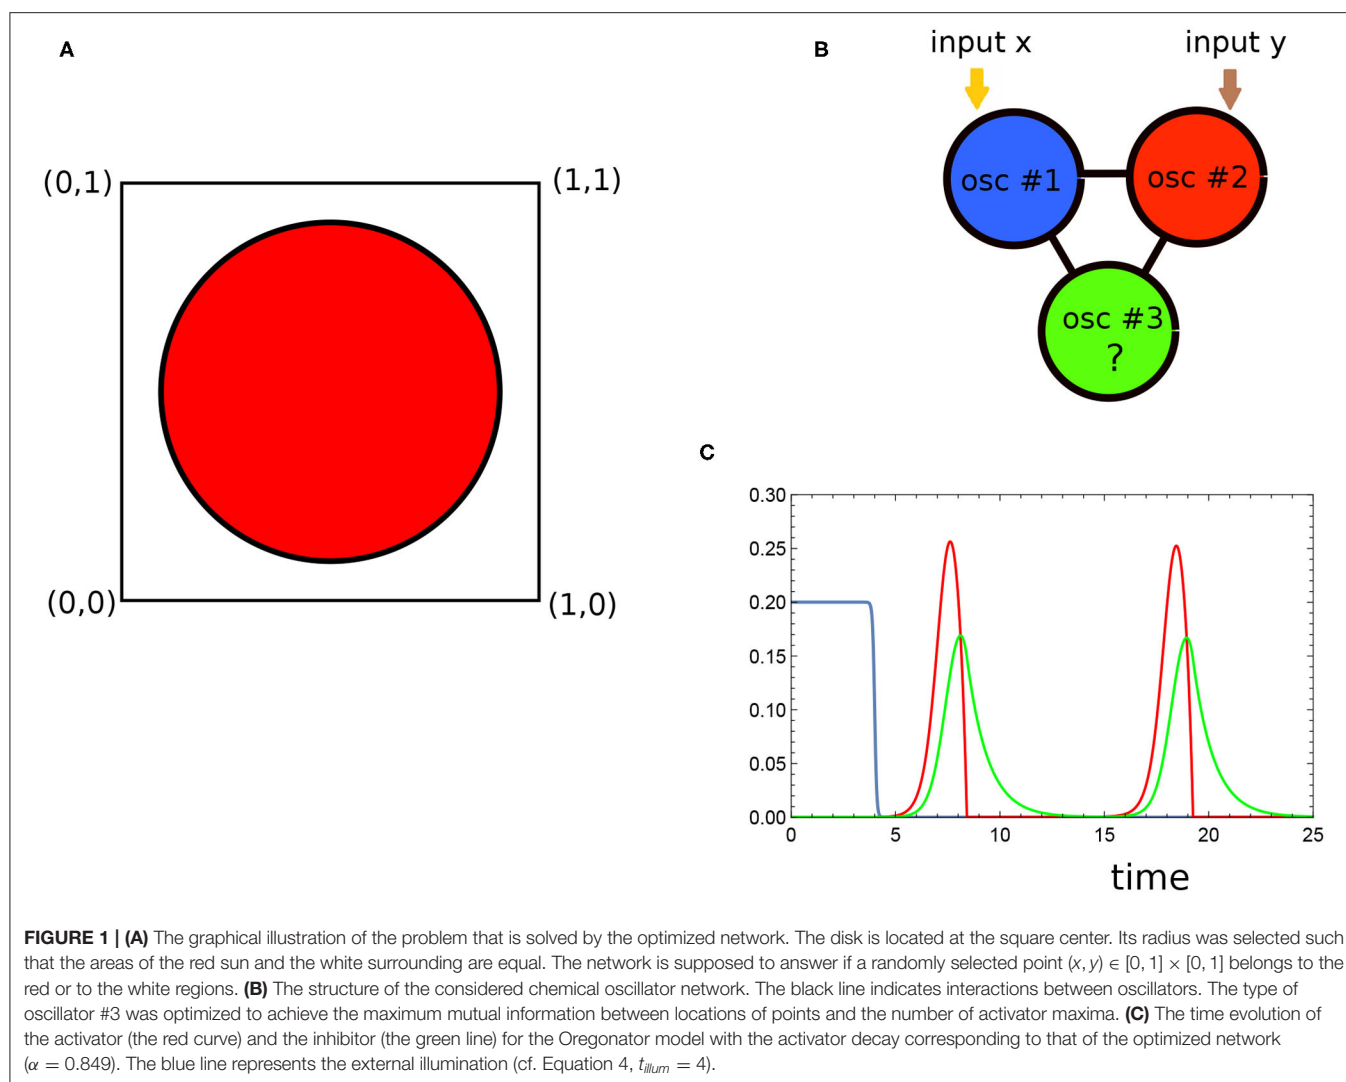 A
(0,1)
(1,1)
(0,0)
(1,0)
B
input x
input y
osc #1
osc #2
osc #3
?
C
0.30
0.25
0.20
0.15
0.10
0.05
0.00
0 5 10 15 20 25
time
FIGURE 1 | (A) The graphical illustration of the problem that is solved by the optimized network. The disk is located at the square center. Its radius was selected such
that the areas of the red sun and the white surrounding are equal. The network is supposed to answer if a randomly selected point (x, y) ∈ [0, 1] × [0, 1] belongs to the
red or to the white regions. (B) The structure of the considered chemical oscillator network. The black line indicates interactions between oscillators. The type of
oscillator #3 was optimized to achieve the maximum mutual information between locations of points and the number of activator maxima. (C) The time evolution of
the activator (the red curve) and the inhibitor (the green line) for the Oregonator model with the activator decay corresponding to that of the optimized network
(α = 0.849). The blue line represents the external illumination (cf. Equation 4, tillum = 4).